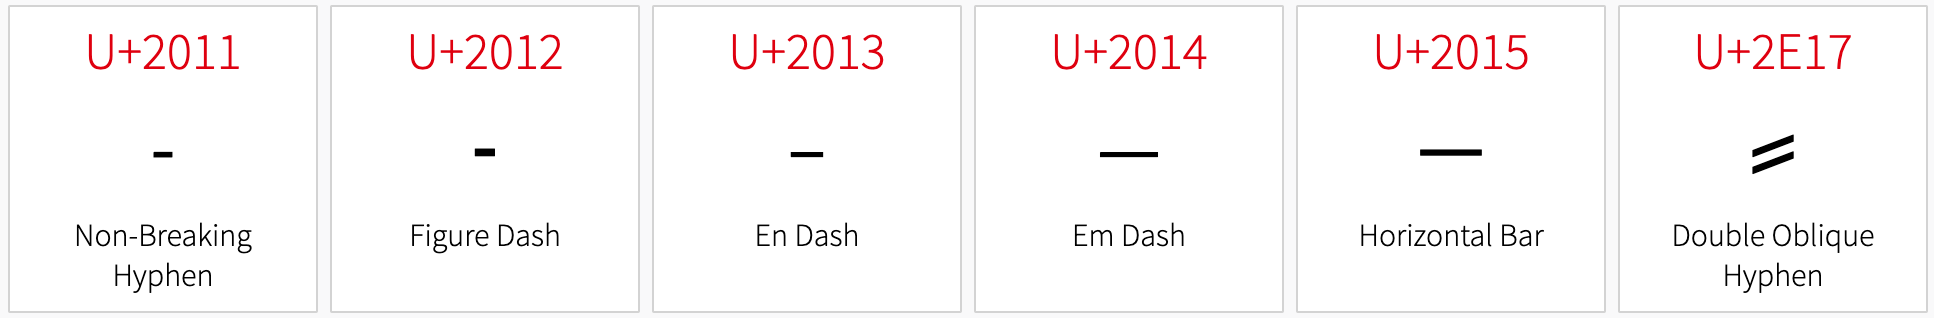 U+2011
‑
Non-Breaking
Hyphen
U+2012
‒
Figure Dash
U+2013
–
En Dash
U+2014
—
Em Dash
U+2015
―
Horizontal Bar
U+2E17
⸗
Double Oblique
Hyphen